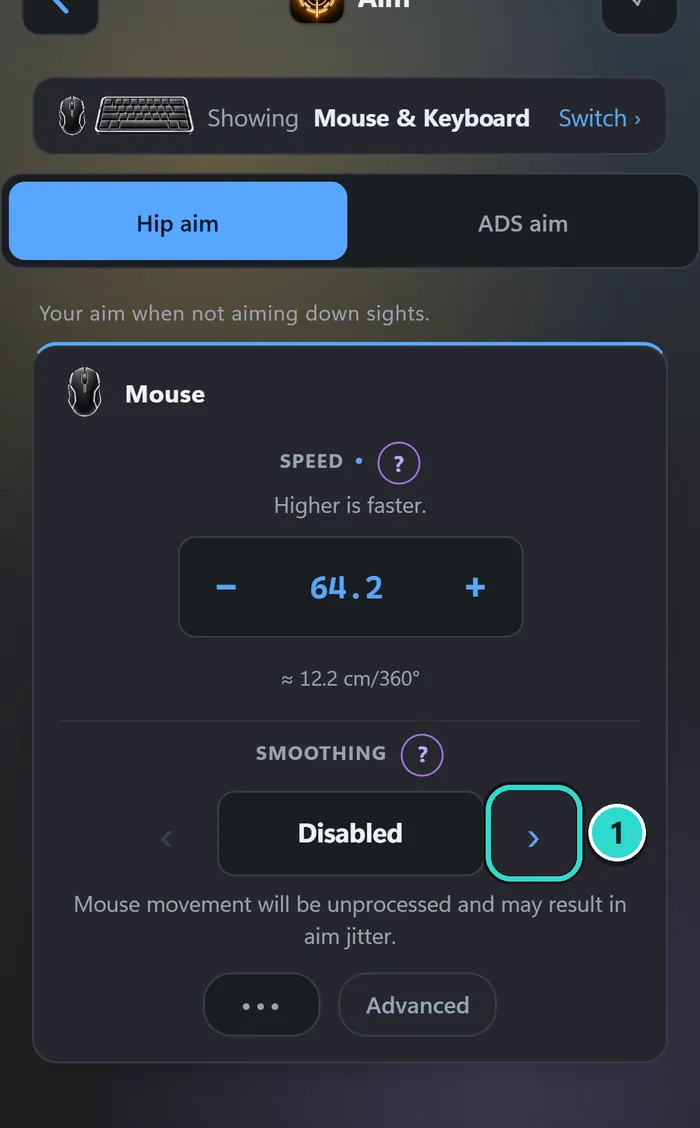 Aim
Showing Mouse & Keyboard Switch ›
Hip aim ADS aim
Your aim when not aiming down sights.
Mouse
SPEED • ?
Higher is faster.
− 64.2 +
≈ 12.2 cm/360°
SMOOTHING ?
‹ Disabled › 1
Mouse movement will be unprocessed and may result in
aim jitter.
••• Advanced